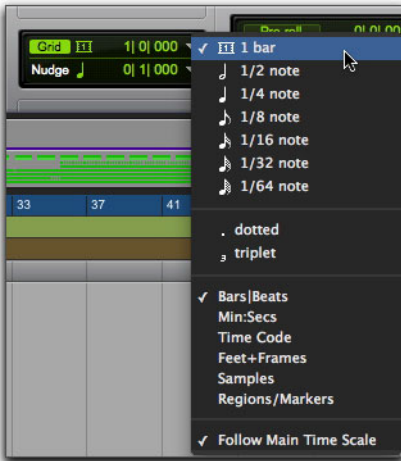 Grid 1| 0| 000
Nudge 0| 1| 000
Pre-roll 0| 0| 00
✓ 1 bar
1/2 note
1/4 note
1/8 note
1/16 note
1/32 note
1/64 note
. dotted
3 triplet
✓ Bars|Beats
Min:Secs
Time Code
Feet+Frames
Samples
Regions/Markers
✓ Follow Main Time Scale
33 37 41